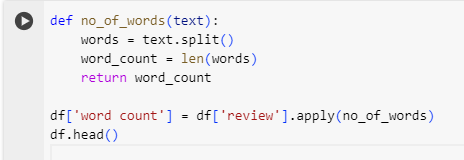 def no_of_words(text):
    words = text.split()
    word_count = len(words)
    return word_count

df['word count'] = df['review'].apply(no_of_words)
df.head()